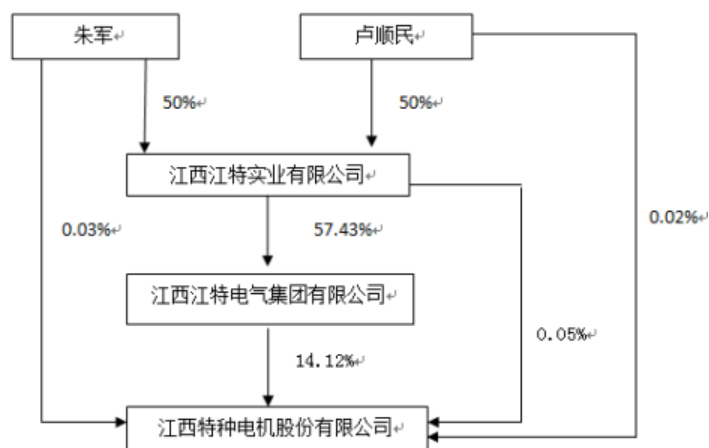 朱军↵
卢顺民↵
50%↵
50%↵
江西江特实业有限公司↵
0.03%↵
57.43%↵
0.02%↵
江西江特电气集团有限公司↵
0.05%↵
14.12%↵
江西特种电机股份有限公司↵